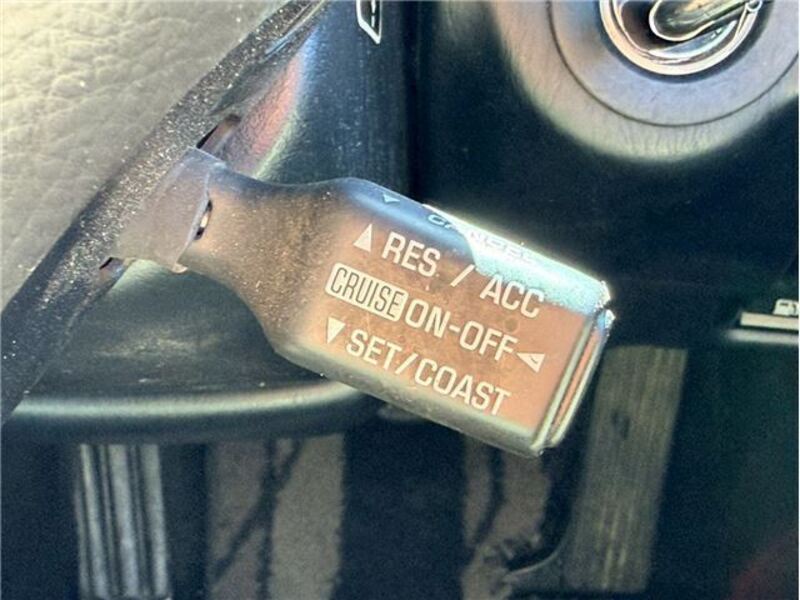 CANCEL
▲ RES / ACC
CRUISE ON-OFF ◄
▼ SET/COAST